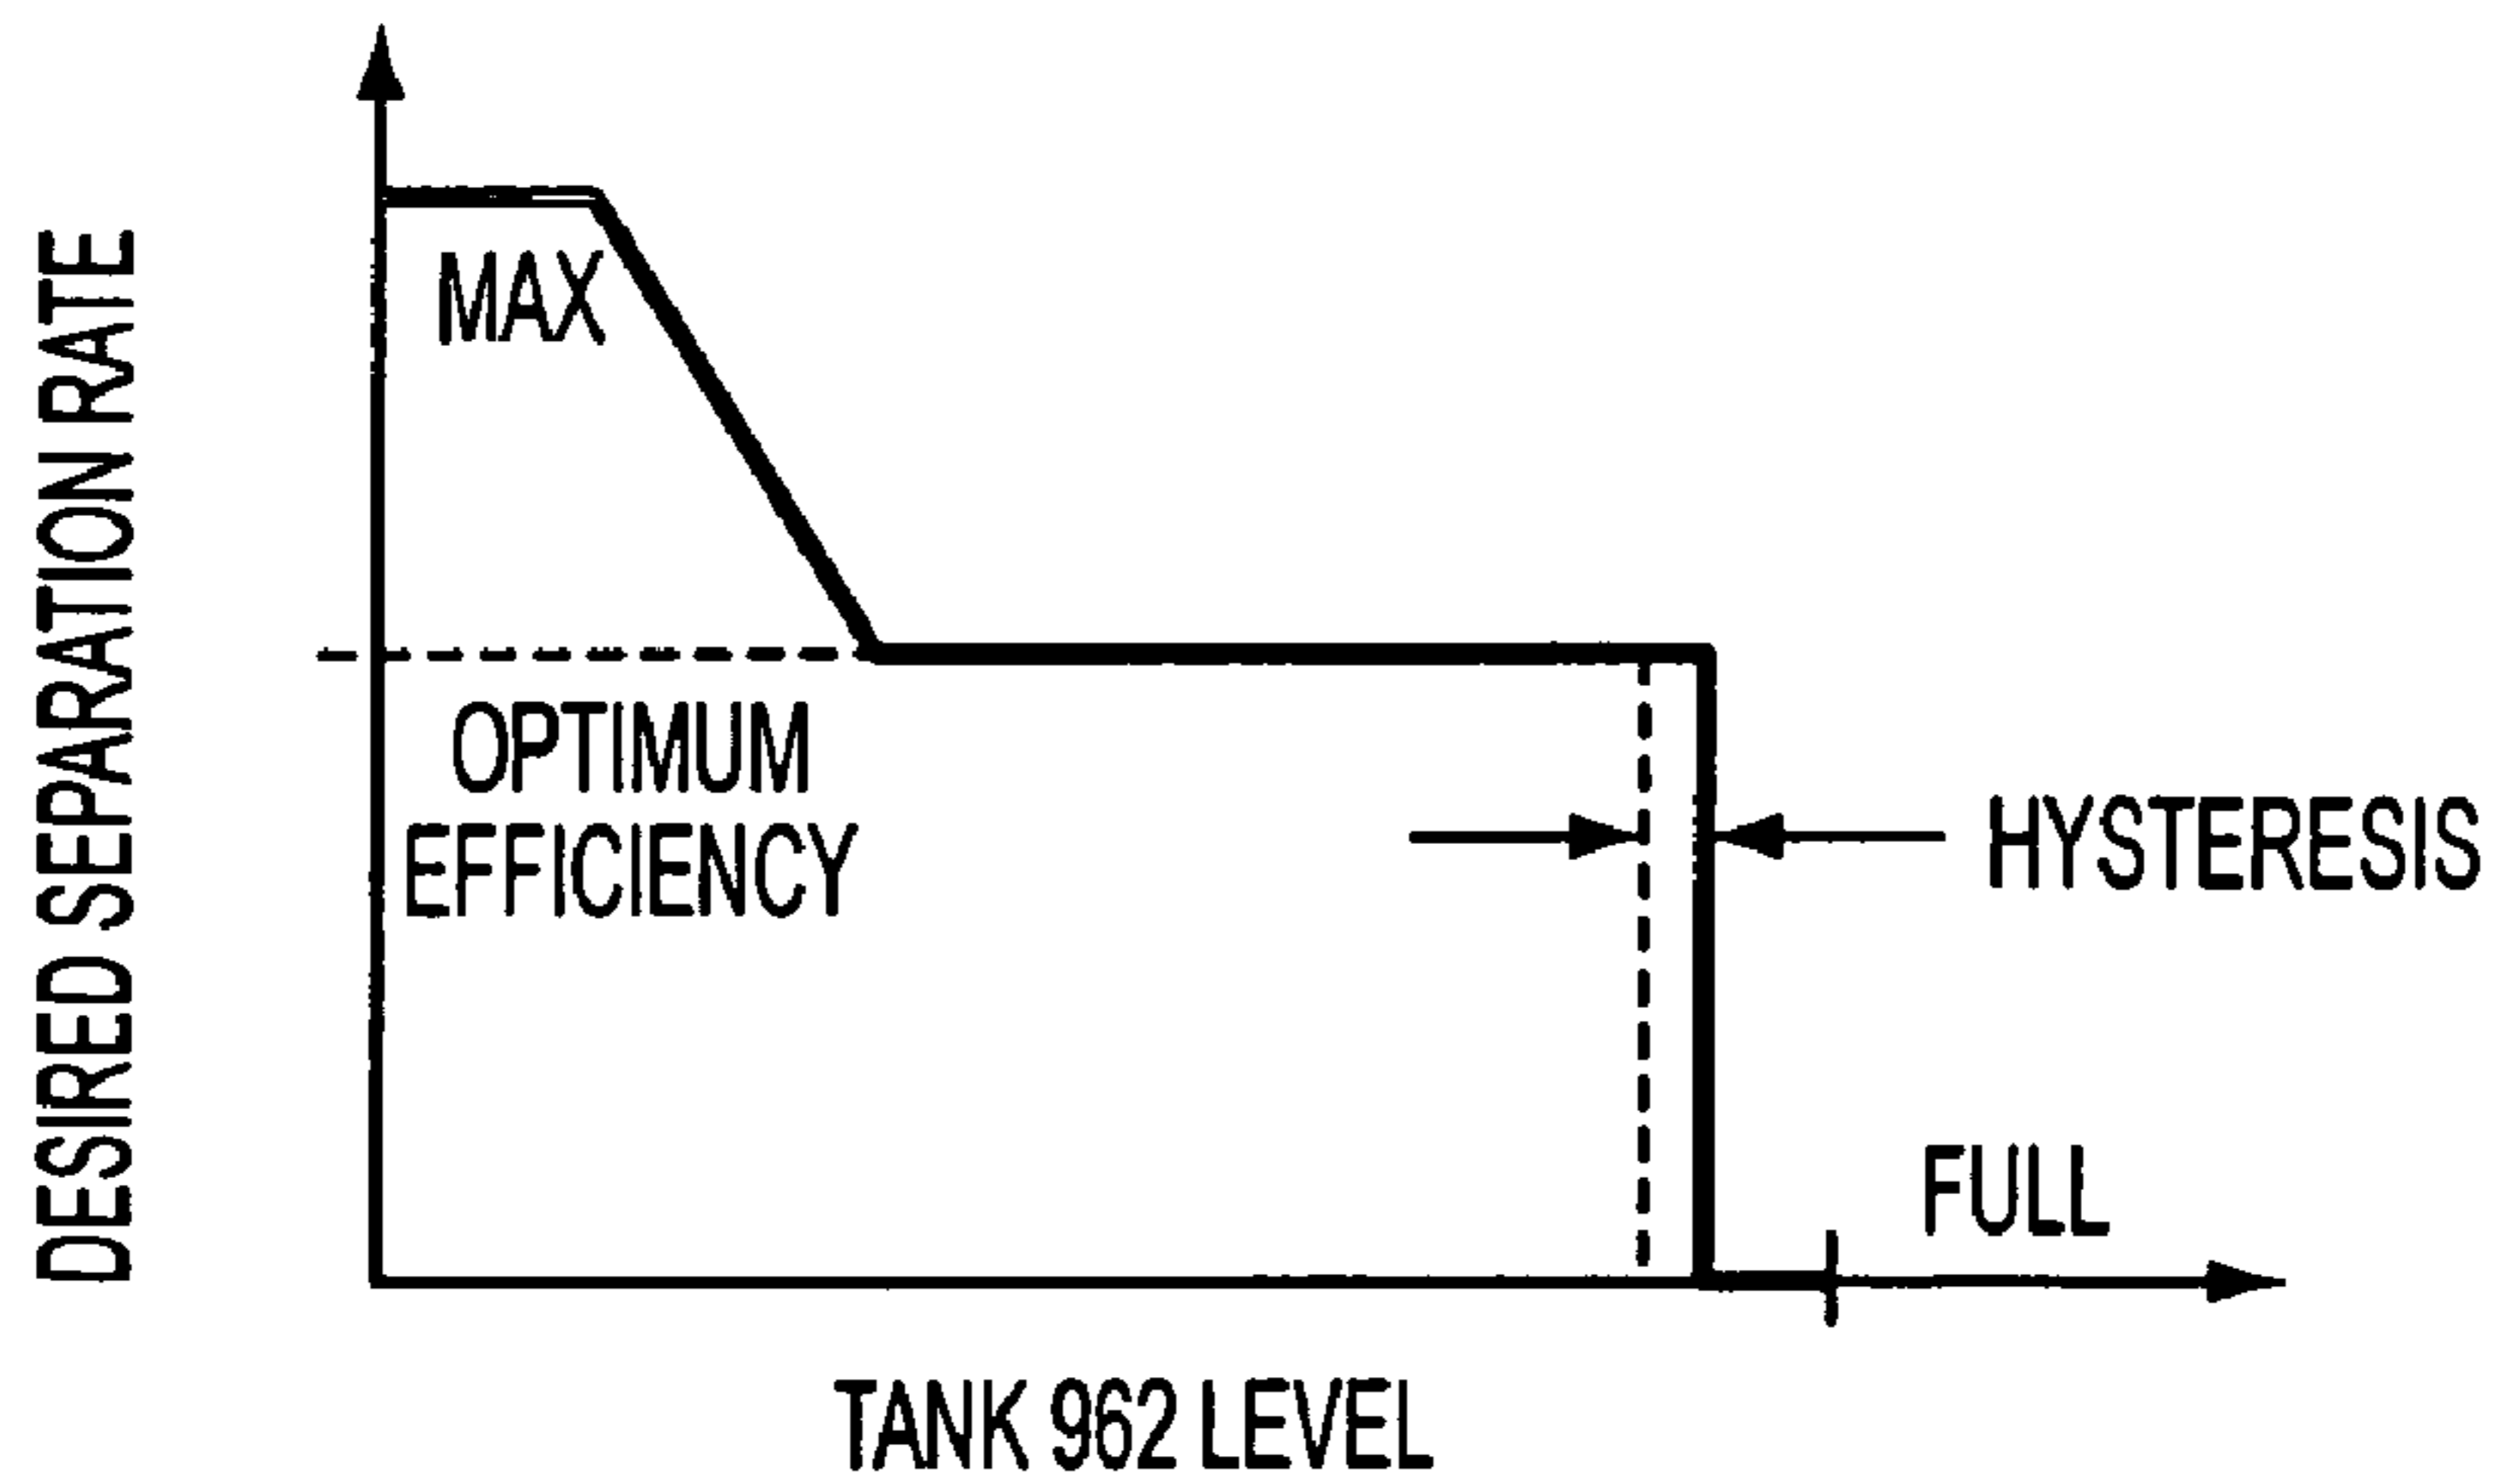 DESIRED SEPARATION RATE
MAX
OPTIMUM
EFFICIENCY
HYSTERESIS
FULL
TANK 962 LEVEL